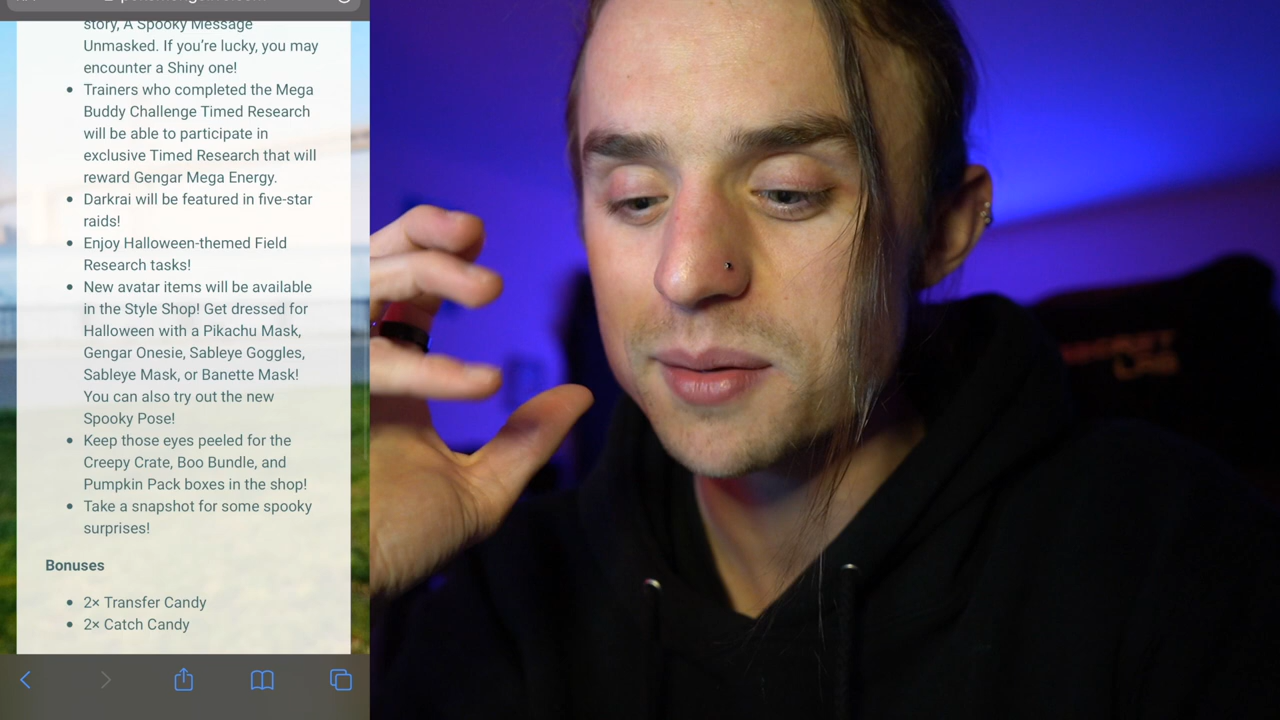 story, A Spooky Message
Unmasked. If you’re lucky, you may
encounter a Shiny one!
• Trainers who completed the Mega
Buddy Challenge Timed Research
will be able to participate in
exclusive Timed Research that will
reward Gengar Mega Energy.
• Darkrai will be featured in five-star
raids!
• Enjoy Halloween-themed Field
Research tasks!
• New avatar items will be available
in the Style Shop! Get dressed for
Halloween with a Pikachu Mask,
Gengar Onesie, Sableye Goggles,
Sableye Mask, or Banette Mask!
You can also try out the new
Spooky Pose!
• Keep those eyes peeled for the
Creepy Crate, Boo Bundle, and
Pumpkin Pack boxes in the shop!
• Take a snapshot for some spooky
surprises!
Bonuses
• 2× Transfer Candy
• 2× Catch Candy